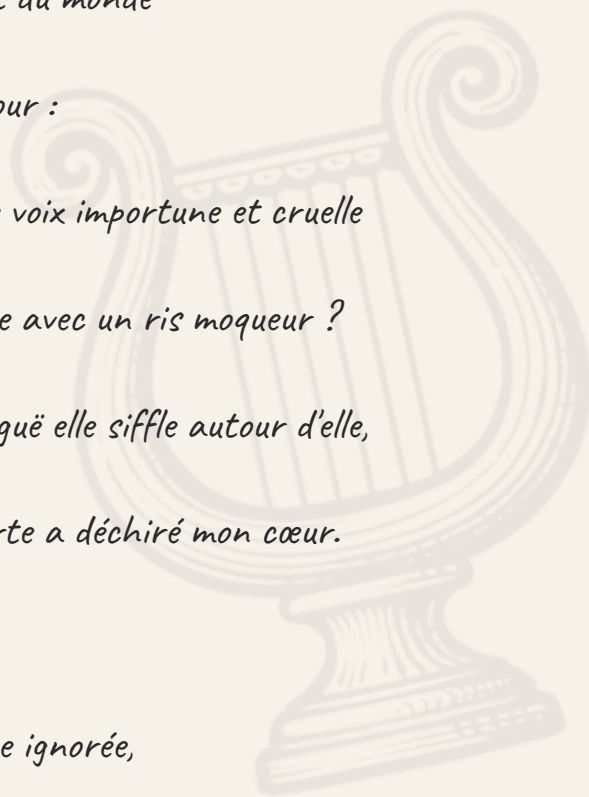 du monde
our :
voix importune et cruelle
e avec un ris moqueur ?
guë elle siffle autour d'elle,
rte a déchiré mon cœur.
e ignorée,